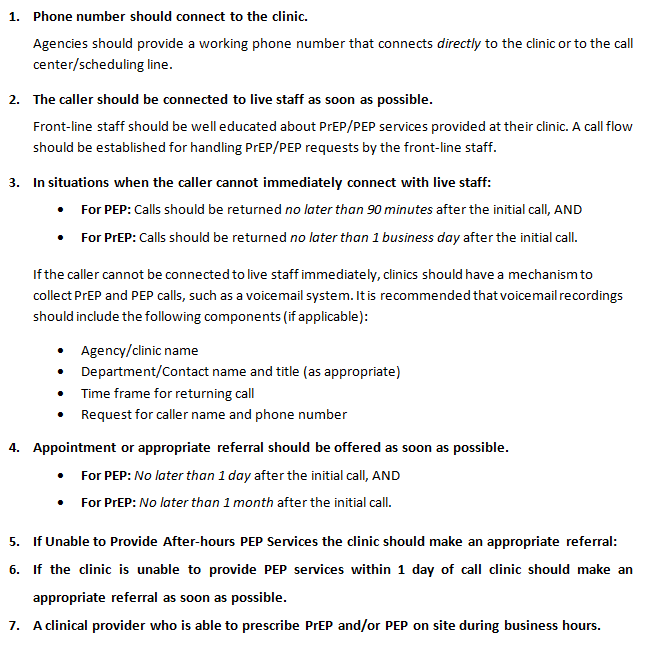 1. Phone number should connect to the clinic.
Agencies should provide a working phone number that connects directly to the clinic or to the call
center/scheduling line.
2. The caller should be connected to live staff as soon as possible.
Front-line staff should be well educated about PrEP/PEP services provided at their clinic. A call flow
should be established for handling PrEP/PEP requests by the front-line staff.
3. In situations when the caller cannot immediately connect with live staff:
• For PEP: Calls should be returned no later than 90 minutes after the initial call, AND
• For PrEP: Calls should be returned no later than 1 business day after the initial call.
If the caller cannot be connected to live staff immediately, clinics should have a mechanism to
collect PrEP and PEP calls, such as a voicemail system. It is recommended that voicemail recordings
should include the following components (if applicable):
• Agency/clinic name
• Department/Contact name and title (as appropriate)
• Time frame for returning call
• Request for caller name and phone number
4. Appointment or appropriate referral should be offered as soon as possible.
• For PEP: No later than 1 day after the initial call, AND
• For PrEP: No later than 1 month after the initial call.
5. If Unable to Provide After-hours PEP Services the clinic should make an appropriate referral:
6. If the clinic is unable to provide PEP services within 1 day of call clinic should make an
appropriate referral as soon as possible.
7. A clinical provider who is able to prescribe PrEP and/or PEP on site during business hours.